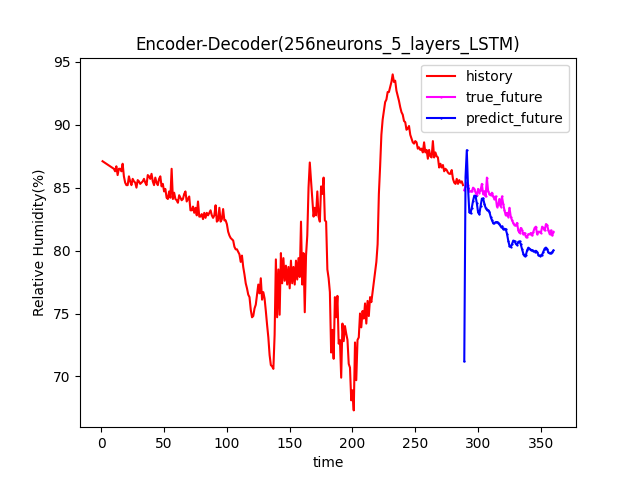 Encoder-Decoder(256neurons_5_layers_LSTM)
history
true_future
predict_future
Relative Humidity(%)
95
90
85
80
75
70
0 50 100 150 200 250 300 350
time